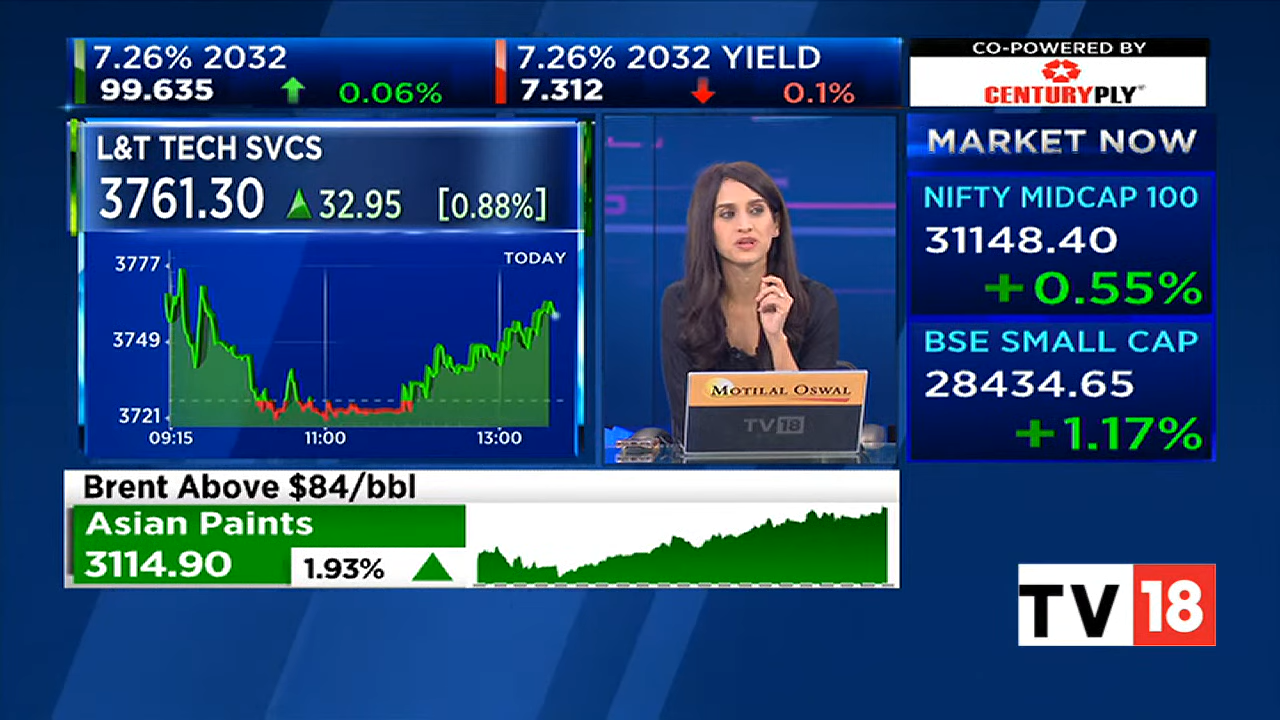 7.26% 2032
99.635 0.06%
7.26% 2032 YIELD
7.312 0.1%
CO-POWERED BY
CENTURYPLY
L&T TECH SVCS
3761.30 32.95 [0.88%]
TODAY
3777
3749
3721
09:15 11:00 13:00
MOTILAL OSWAL
TV18
MARKET NOW
NIFTY MIDCAP 100
31148.40
+0.55%
BSE SMALL CAP
28434.65
+1.17%
Brent Above $84/bbl
Asian Paints
3114.90 1.93%
TV18